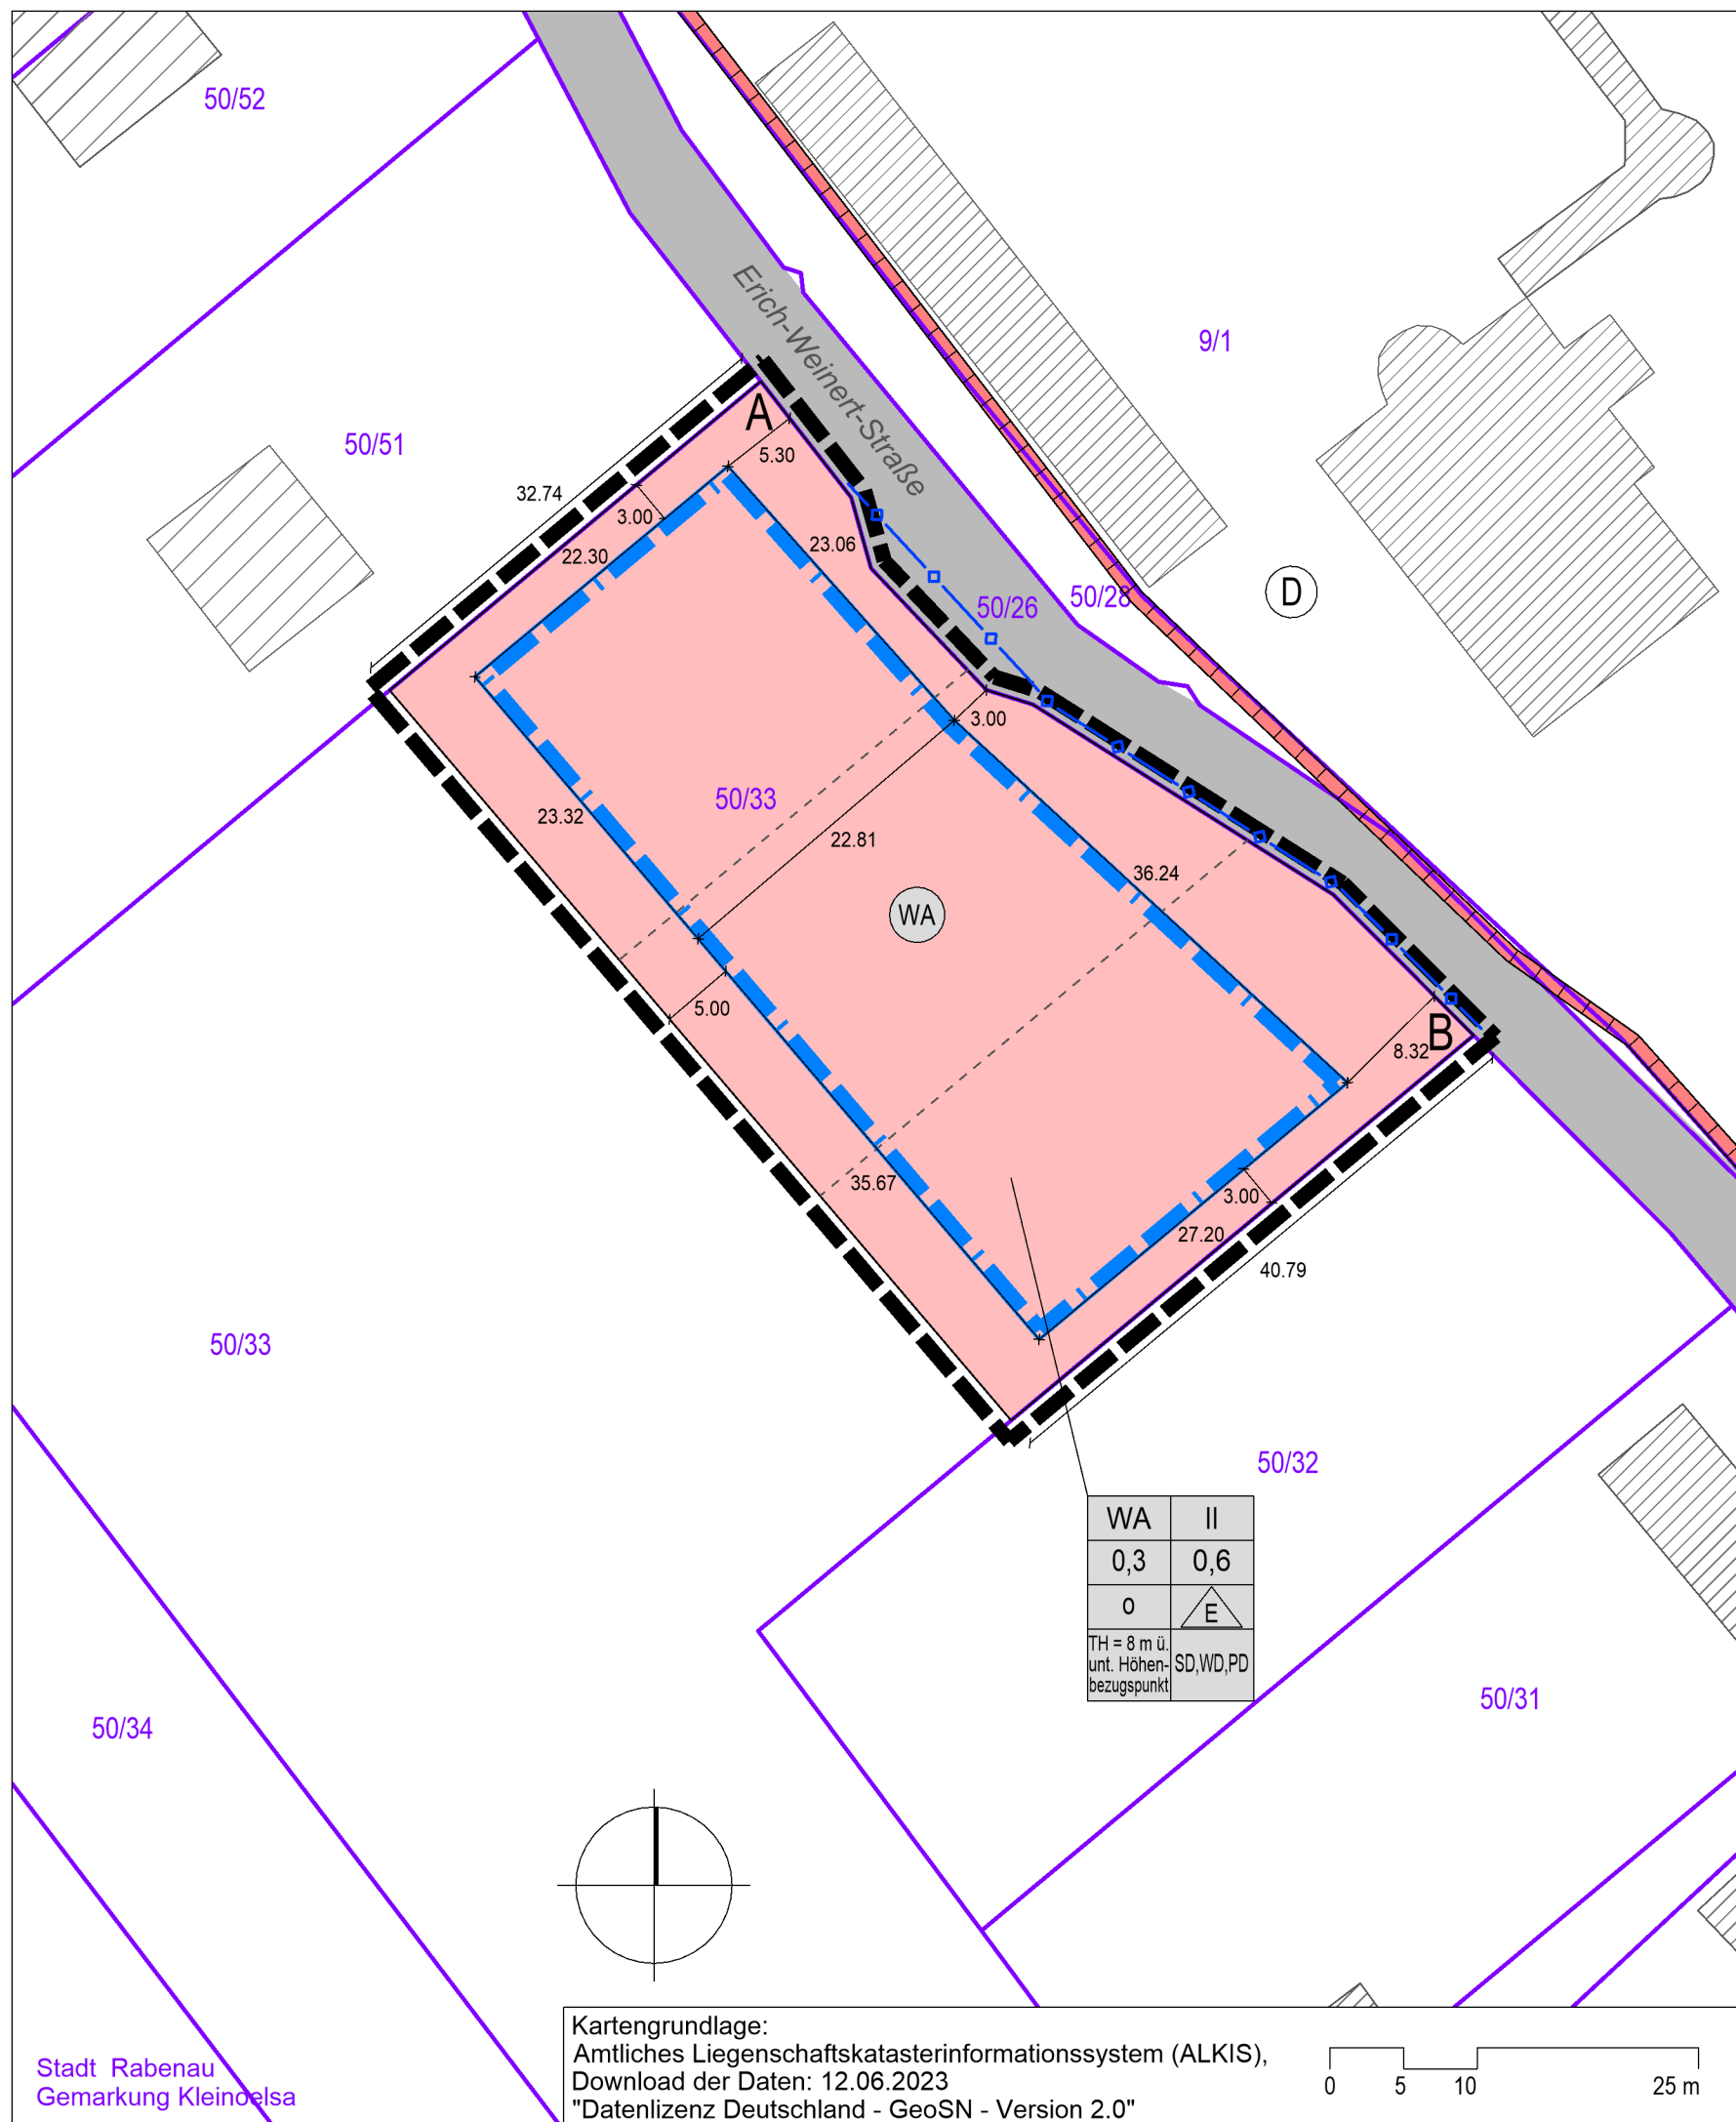 50/52
Erich-Weinert-Straße
9/1
A
50/51
5.30
32.74
3.00
23.06
22.30
50/26
50/28
D
3.00
50/33
23.32
22.81
36.24
WA
5.00
B
8.32
35.67
3.00
27.20
40.79
50/33
50/32
WA II
0,3 0,6
o E
TH = 8 m ü.
unt. Höhen-
bezugspunkt
SD,WD,PD
50/31
50/34
Stadt Rabenau
Gemarkung Kleinoelsa
Kartengrundlage:
Amtliches Liegenschaftskatasterinformationssystem (ALKIS),
Download der Daten: 12.06.2023
"Datenlizenz Deutschland - GeoSN - Version 2.0"
0 5 10 25 m